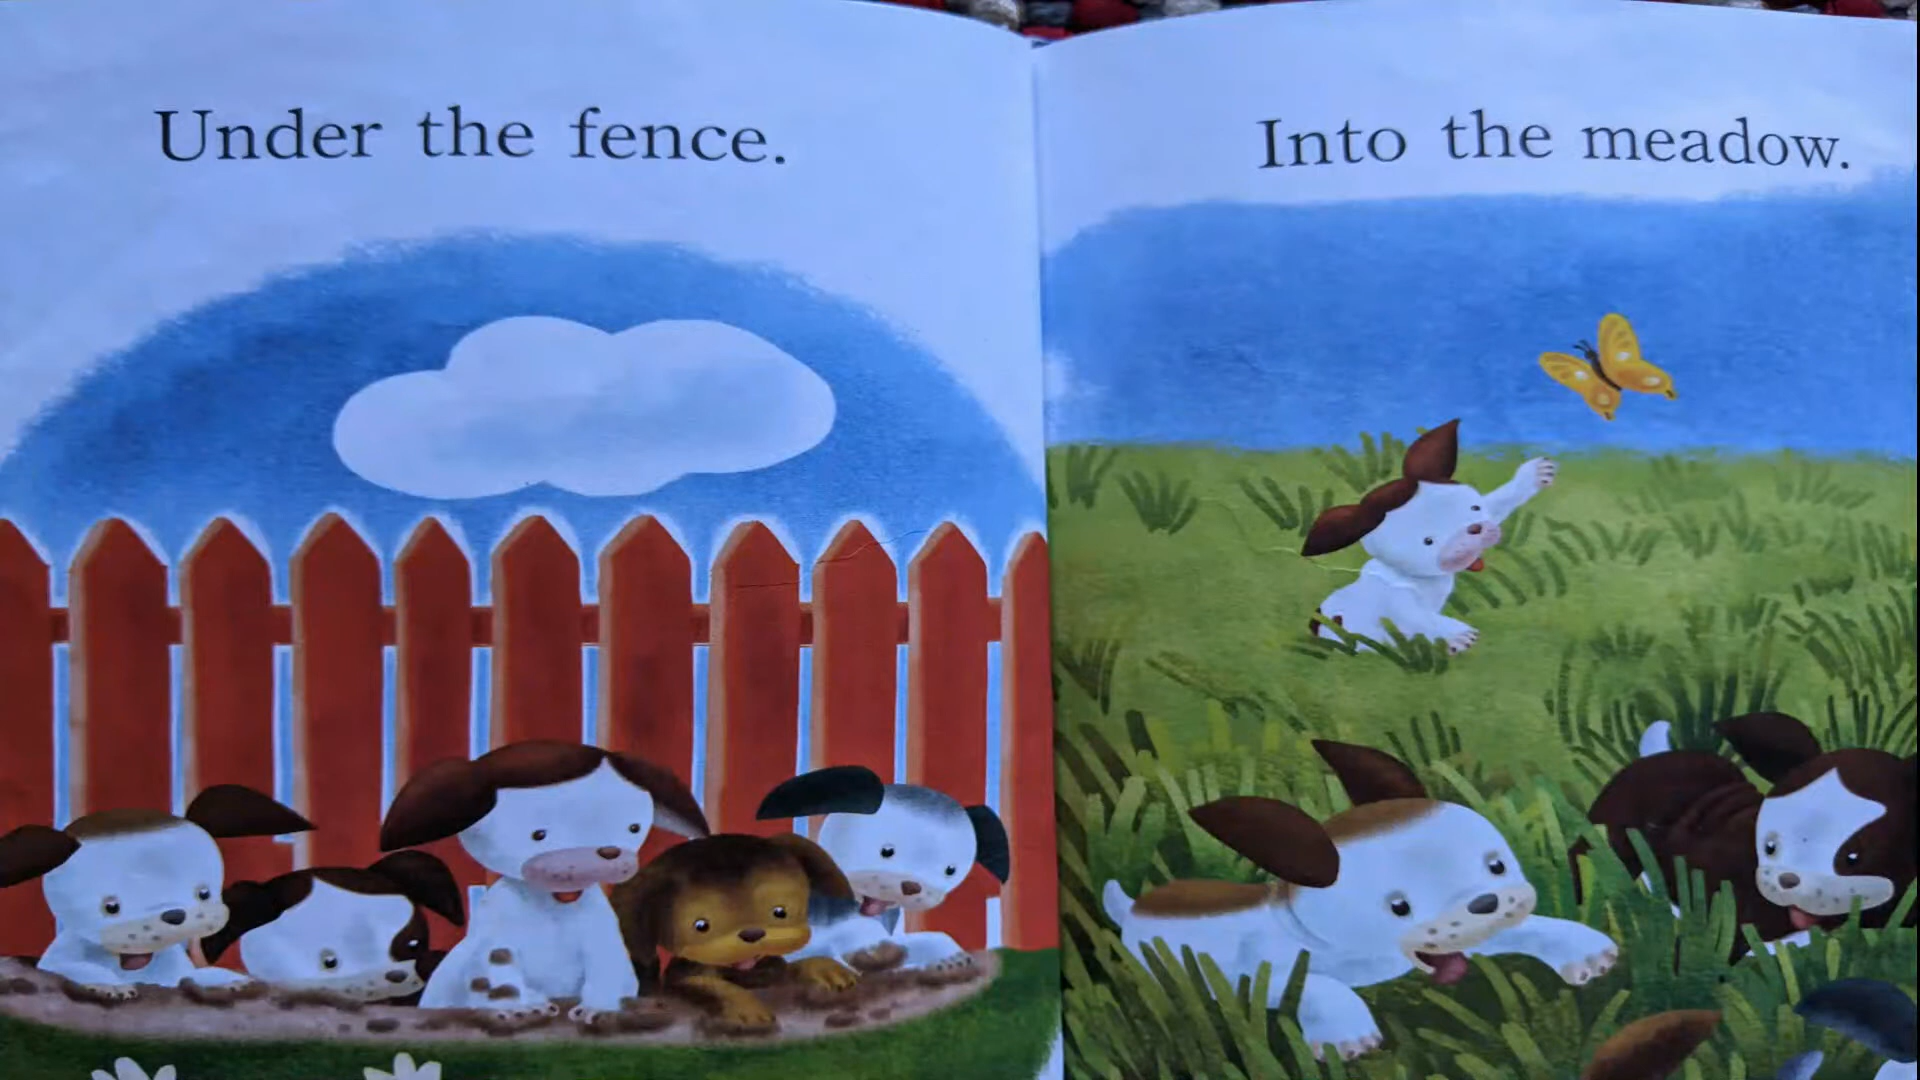 Under the fence.
Into the meadow.